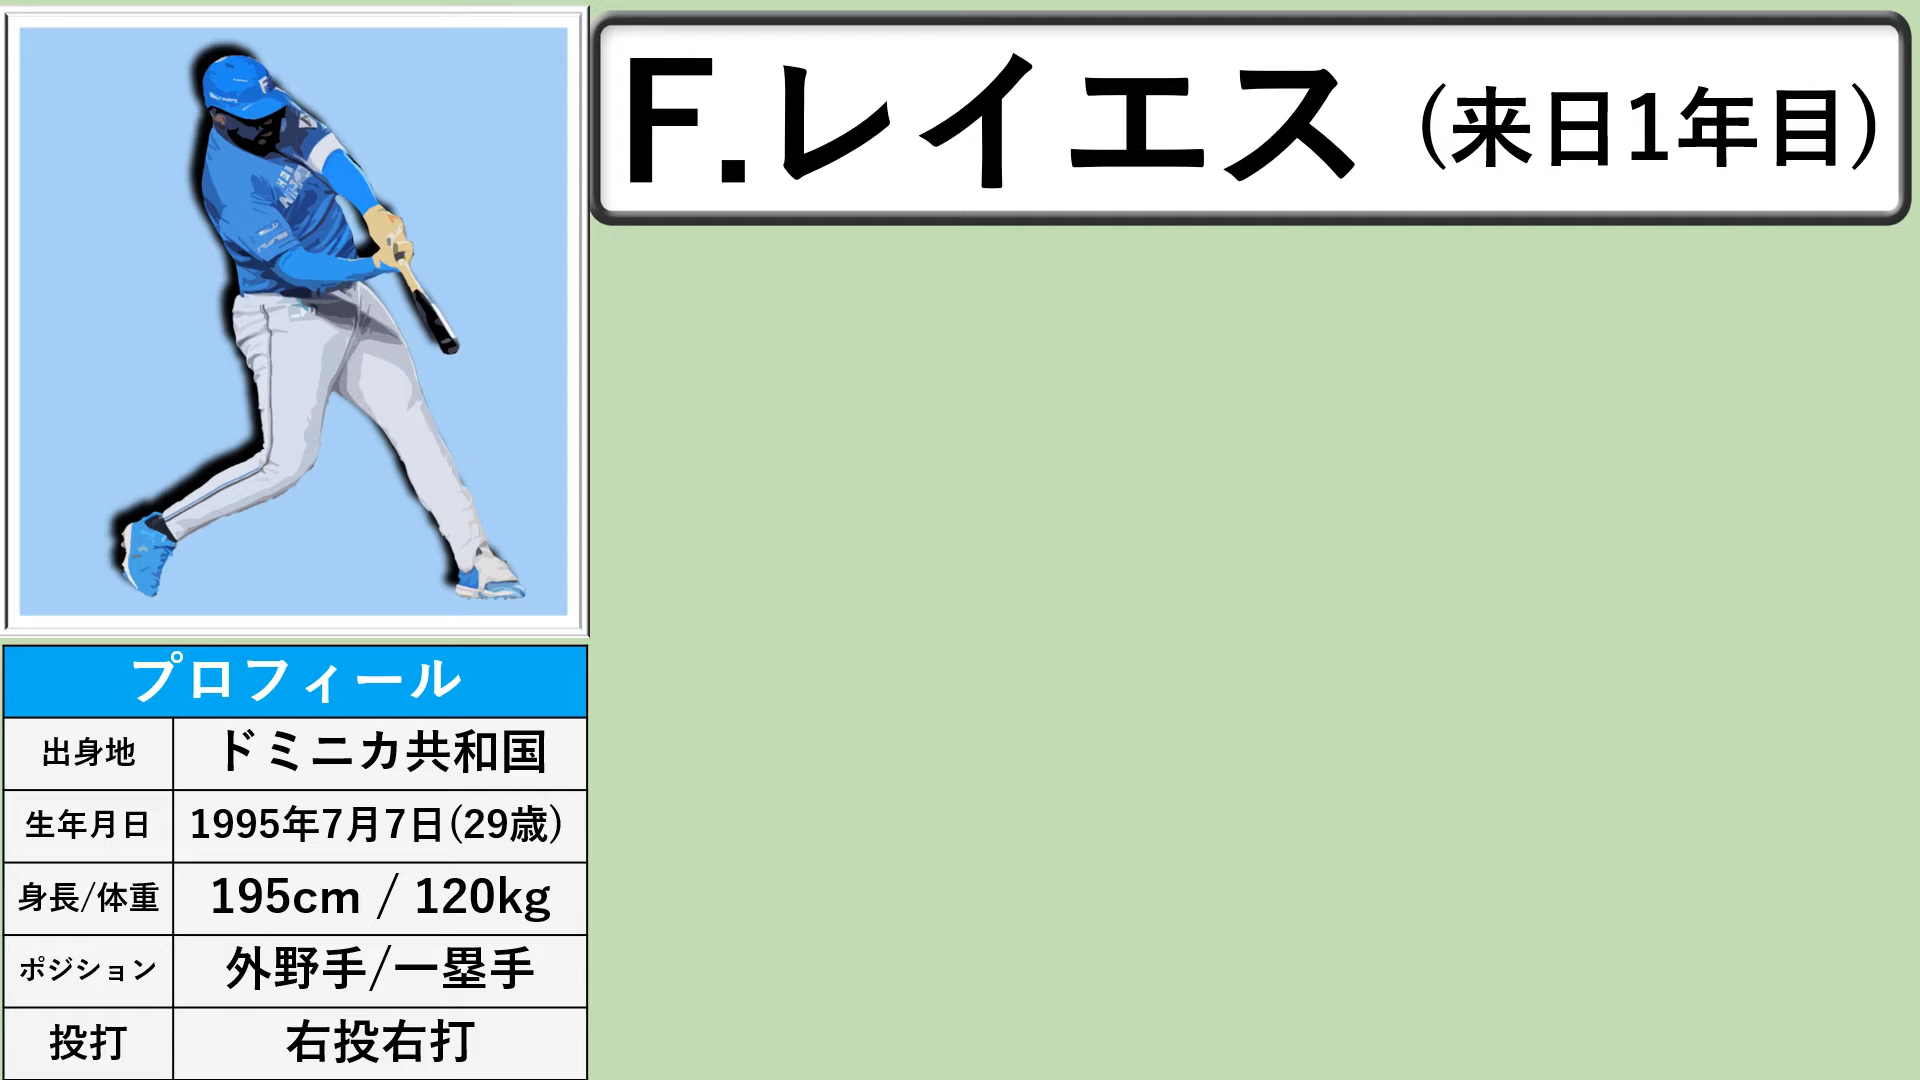 F.レイエス（来日1年目）
プロフィール
出身地 ドミニカ共和国
生年月日 1995年7月7日(29歳)
身長/体重 195cm / 120kg
ポジション 外野手/一塁手
投打 右投右打